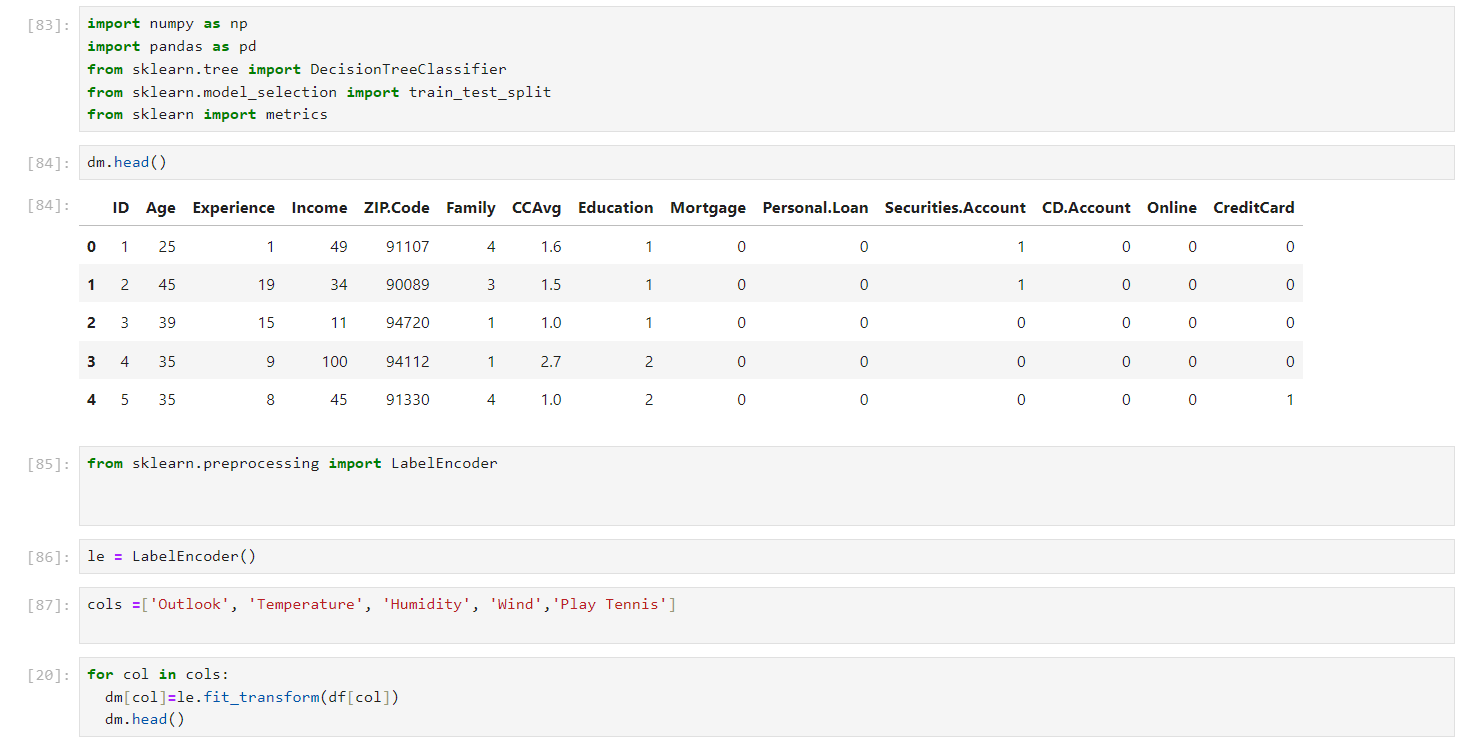 [83]: import numpy as np
import pandas as pd
from sklearn.tree import DecisionTreeClassifier
from sklearn.model_selection import train_test_split
from sklearn import metrics
[84]: dm.head()
[84]: ID Age Experience Income ZIP.Code Family CCAvg Education Mortgage Personal.Loan Securities.Account CD.Account Online CreditCard
0 1 25 1 49 91107 4 1.6 1 0 0 1 0 0 0
1 2 45 19 34 90089 3 1.5 1 0 0 1 0 0 0
2 3 39 15 11 94720 1 1.0 1 0 0 0 0 0 0
3 4 35 9 100 94112 1 2.7 2 0 0 0 0 0 0
4 5 35 8 45 91330 4 1.0 2 0 0 0 0 0 1
[85]: from sklearn.preprocessing import LabelEncoder
[86]: le = LabelEncoder()
[87]: cols =['Outlook', 'Temperature', 'Humidity', 'Wind','Play Tennis']
[20]: for col in cols:
dm[col]=le.fit_transform(df[col])
dm.head()